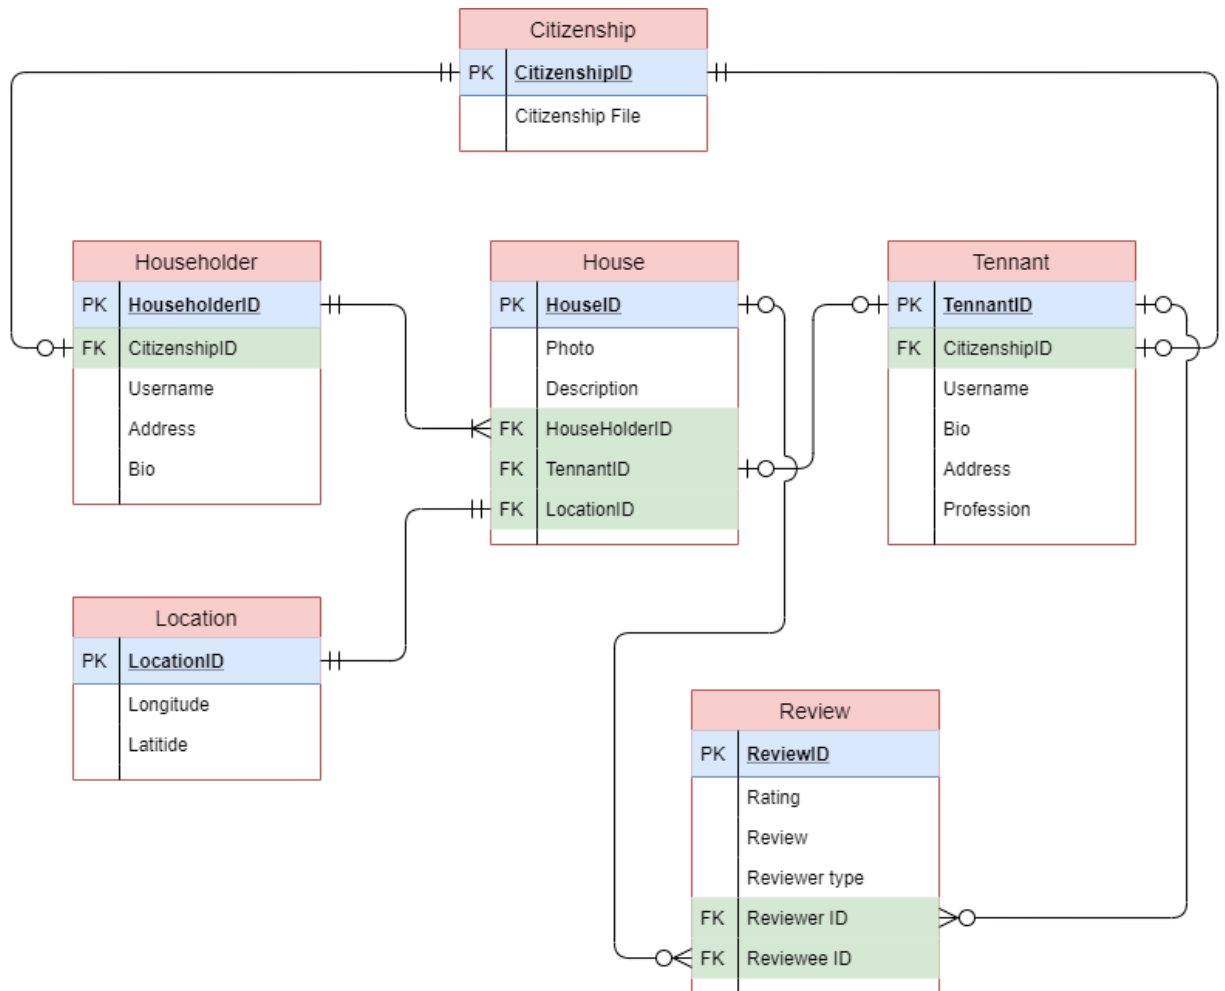 Citizenship
PK CitizenshipID
Citizenship File
Householder
PK HouseholderID
FK CitizenshipID
Username
Address
Bio
House
PK HouseID
Photo
Description
FK HouseHolderID
FK TennantID
FK LocationID
Tennant
PK TennantID
FK CitizenshipID
Username
Bio
Address
Profession
Location
PK LocationID
Longitude
Latitide
Review
PK ReviewID
Rating
Review
Reviewer type
FK Reviewer ID
FK Reviewee ID